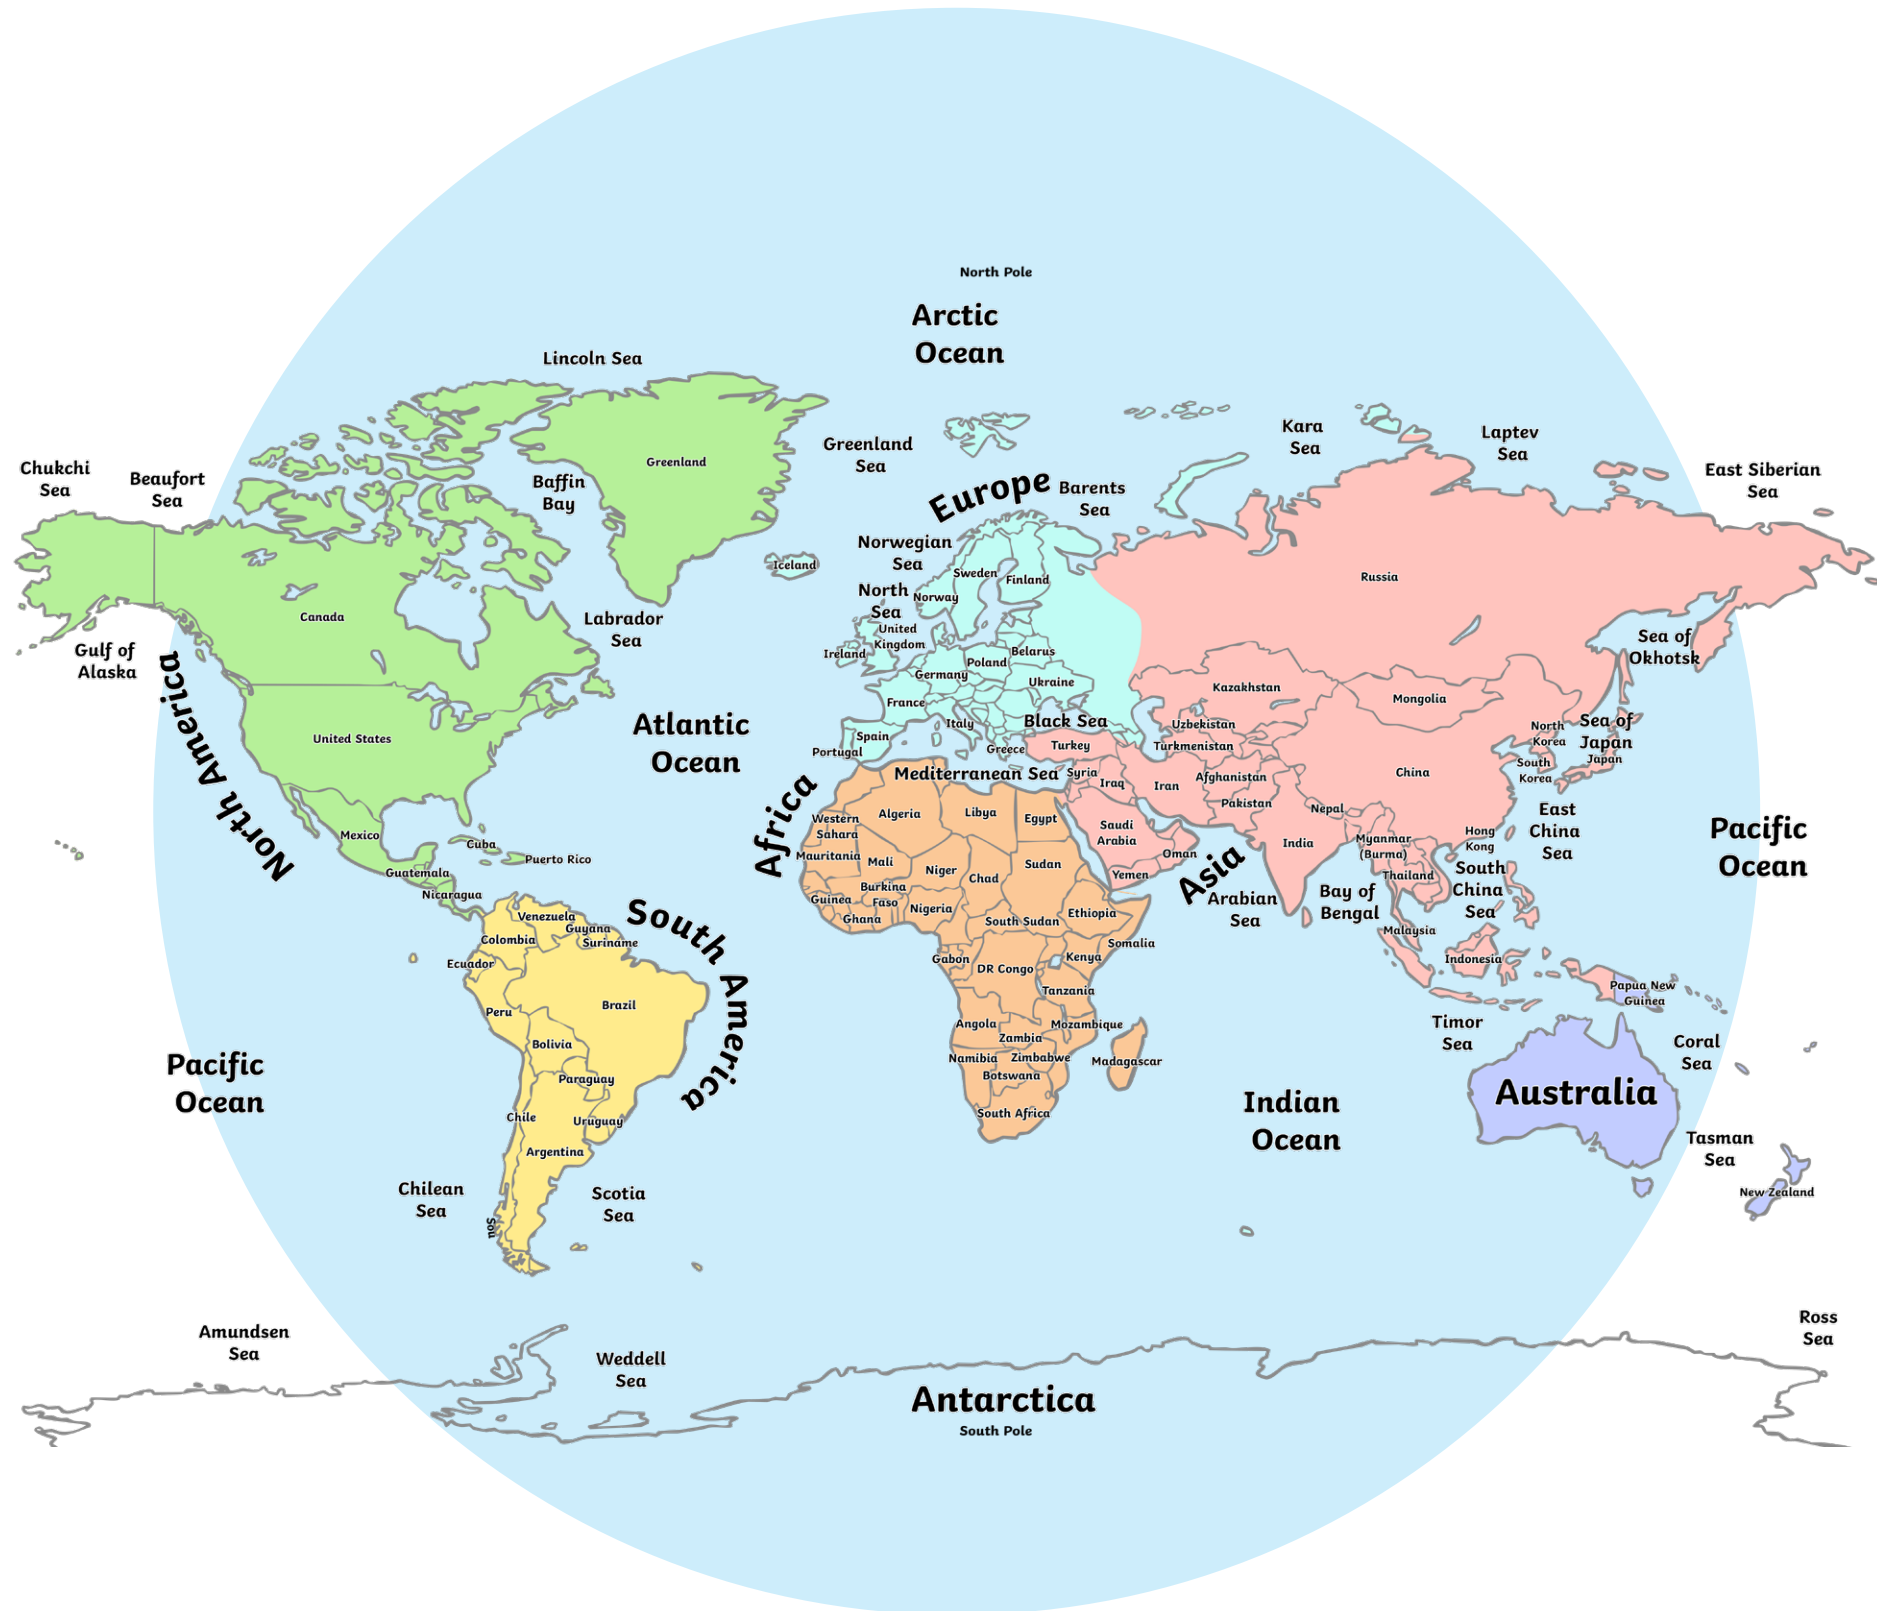 North Pole
Arctic
Ocean
Lincoln Sea
Greenland
Greenland
Sea
Kara
Sea
Laptev
Sea
East Siberian
Sea
Chukchi
Sea
Beaufort
Sea
Baffin
Bay
Europe
Barents
Sea
Norwegian
Sea
Iceland
Sweden
Finland
Norway
Russia
North
Sea
United
Kingdom
Ireland
Canada
Labrador
Sea
Gulf of
Alaska
Sea of
Okhotsk
Belarus
Poland
Germany
Ukraine
France
Kazakhstan
Mongolia
North America
United States
Atlantic
Ocean
Italy
Black Sea
Spain
Portugal
Greece
Turkey
Uzbekistan
Turkmenistan
North
Korea
Sea of
Japan
Japan
South
Korea
China
Mediterranean Sea
Syria
Iraq
Iran
Afghanistan
Pakistan
Nepal
Africa
Algeria
Libya
Egypt
Western
Sahara
Saudi
Arabia
Mexico
Cuba
Puerto Rico
Guatemala
Nicaragua
Mauritania
Mali
Niger
Chad
Sudan
Oman
Yemen
Asia
India
Myanmar
(Burma)
Hong
Kong
East
China
Sea
Pacific
Ocean
Thailand
South
China
Sea
Bay of
Bengal
Arabian
Sea
Burkina
Faso
Guinea
Ghana
Nigeria
South Sudan
Ethiopia
Somalia
South America
Venezuela
Guyana
Suriname
Colombia
Ecuador
Malaysia
Indonesia
Gabon
DR Congo
Kenya
Tanzania
Brazil
Peru
Papua New
Guinea
Angola
Zambia
Mozambique
Timor
Sea
Coral
Sea
Bolivia
Namibia
Zimbabwe
Botswana
Madagascar
Pacific
Ocean
Paraguay
Chile
Uruguay
South Africa
Indian
Ocean
Australia
Argentina
Tasman
Sea
New Zealand
Chilean
Sea
Scotia
Sea
Sou
Amundsen
Sea
Weddell
Sea
Ross
Sea
Antarctica
South Pole